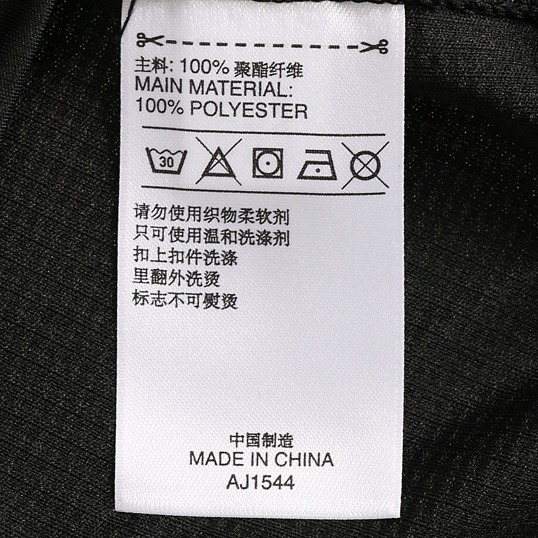 主料: 100% 聚酯纤维
MAIN MATERIAL:
100% POLYESTER
30
请勿使用织物柔软剂
只可使用温和洗涤剂
扣上扣件洗涤
里翻外洗烫
标志不可熨烫
中国制造
MADE IN CHINA
AJ1544